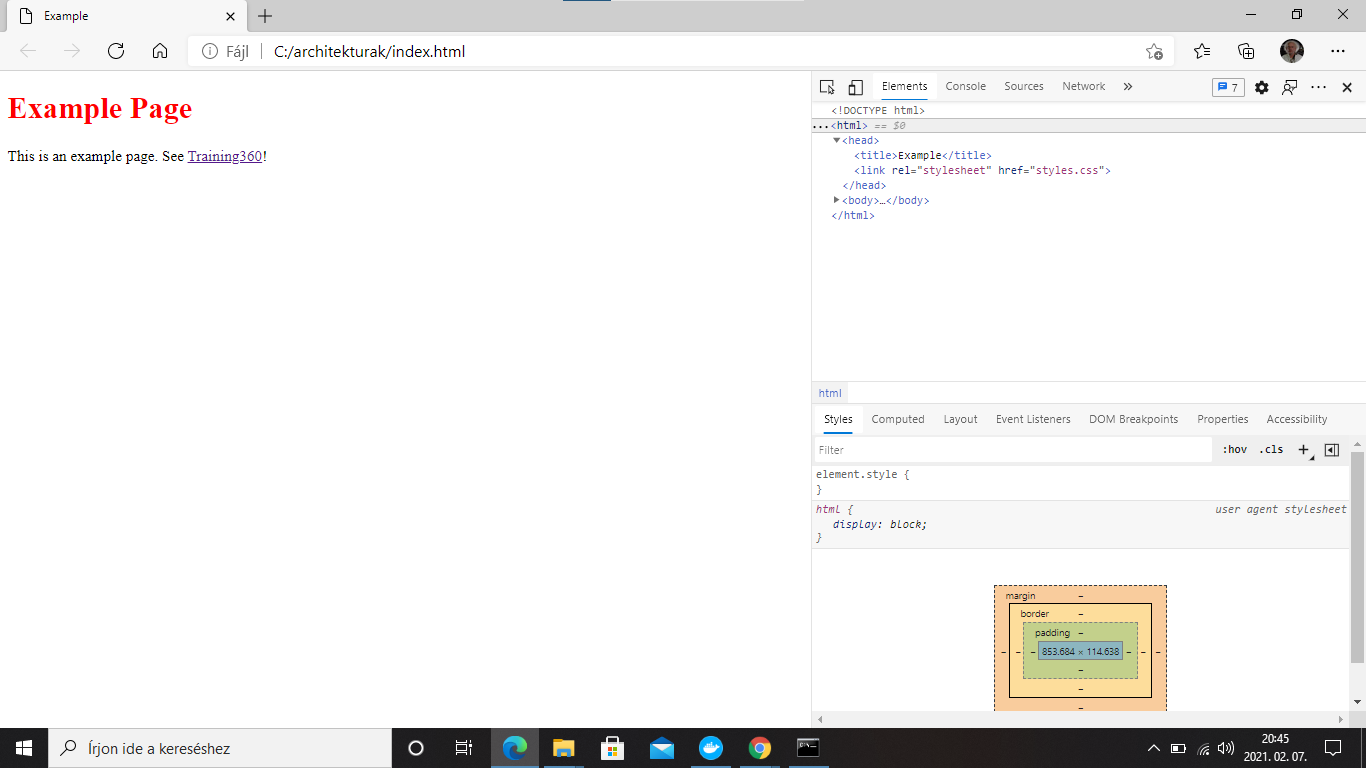 Example
Fájl
C:/architekturak/index.html
Example Page
This is an example page. See Training360!
Elements Console Sources Network » 7
<!DOCTYPE html>
...<html> == $0
<head>
<title>Example</title>
<link rel="stylesheet" href="styles.css">
</head>
<body>…</body>
</html>
html
Styles Computed Layout Event Listeners DOM Breakpoints Properties Accessibility
Filter :hov .cls +
element.style {
}
html { user agent stylesheet
display: block;
}
margin –
border –
padding –
– – – 853.684 × 114.638 – – –
–
–
–
Írjon ide a kereséshez
20:45
2021. 02. 07.